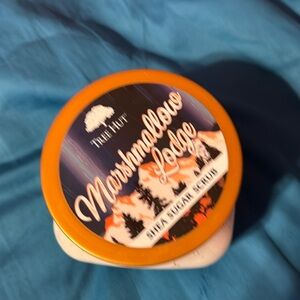 TREE HUT
Marshmallow
Lodge
SHEA SUGAR SCRUB